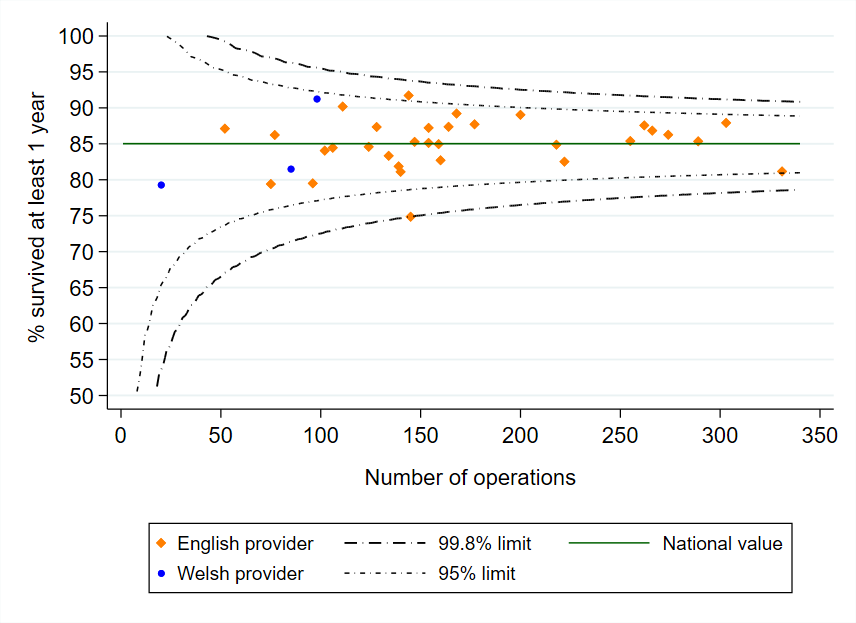 % survived at least 1 year
100
95
90
85
80
75
70
65
60
55
50
0 50 100 150 200 250 300 350
Number of operations
English provider 99.8% limit National value
Welsh provider 95% limit